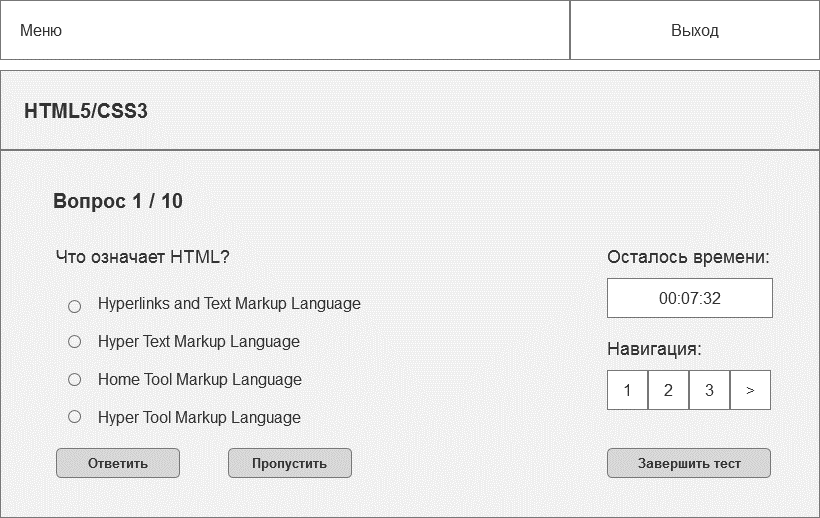 Меню
Выход
HTML5/CSS3
Вопрос 1 / 10
Что означает HTML?
Hyperlinks and Text Markup Language
Hyper Text Markup Language
Home Tool Markup Language
Hyper Tool Markup Language
Ответить
Пропустить
Осталось времени:
00:07:32
Навигация:
1 2 3 >
Завершить тест